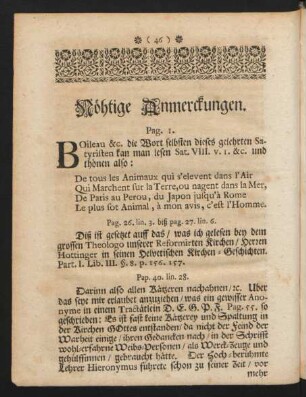 ( 46 )
Nöhtige Anmerckungen.
Pag. 1.
BOileau &c. die Wort selbsten dieses gelehrten Sa-
tyristen kan man lesen Sat. VIII. v. 1. &c. und
thönen also:
De tous les Animaux qui s'elevent dans l'Air
Qui Marchent sur la Terre, ou nagent dans la Mer,
De Paris au Perou, du Japon jusqu'à Rome
Le plus sot Animal, à mon avis, c'est l'Homme.
Pag. 26. lin. 3. biß pag. 27. lin. 6.
Diß ist gesetzt auff das / was ich gelesen bey dem
grossen Theologo unserer Reformirten Kirchen / Herren
Hottinger in seinen Helvetischen Kirchen-Geschichten.
Part. I. Lib. III. §. 8. p. 156. 157.
Pap. 40. lin. 28.
Darinn also allen Kätzeren nachahnen / &c. Uber
das seye mir erlaubt anzuziehen / was ein gewisser Ano-
nyme in einem Tractätlein D. E. G. P. F. Pag. 55. so
geschrieben: Es ist fast keine Kätzerey und Spaltung in
der Kirchen GOttes entstanden / da nicht der Feind der
Warheit einige / ihren Gedancken nach / in der Schrifft
wohl-erfahrne Weibs-Personen / als Werck-Zeuge und
gehülffinnen / gebraucht hätte. Der Hoch-berühmte
Lehrer Hieronymus führete schon zu seiner Zeit / vor
mehr